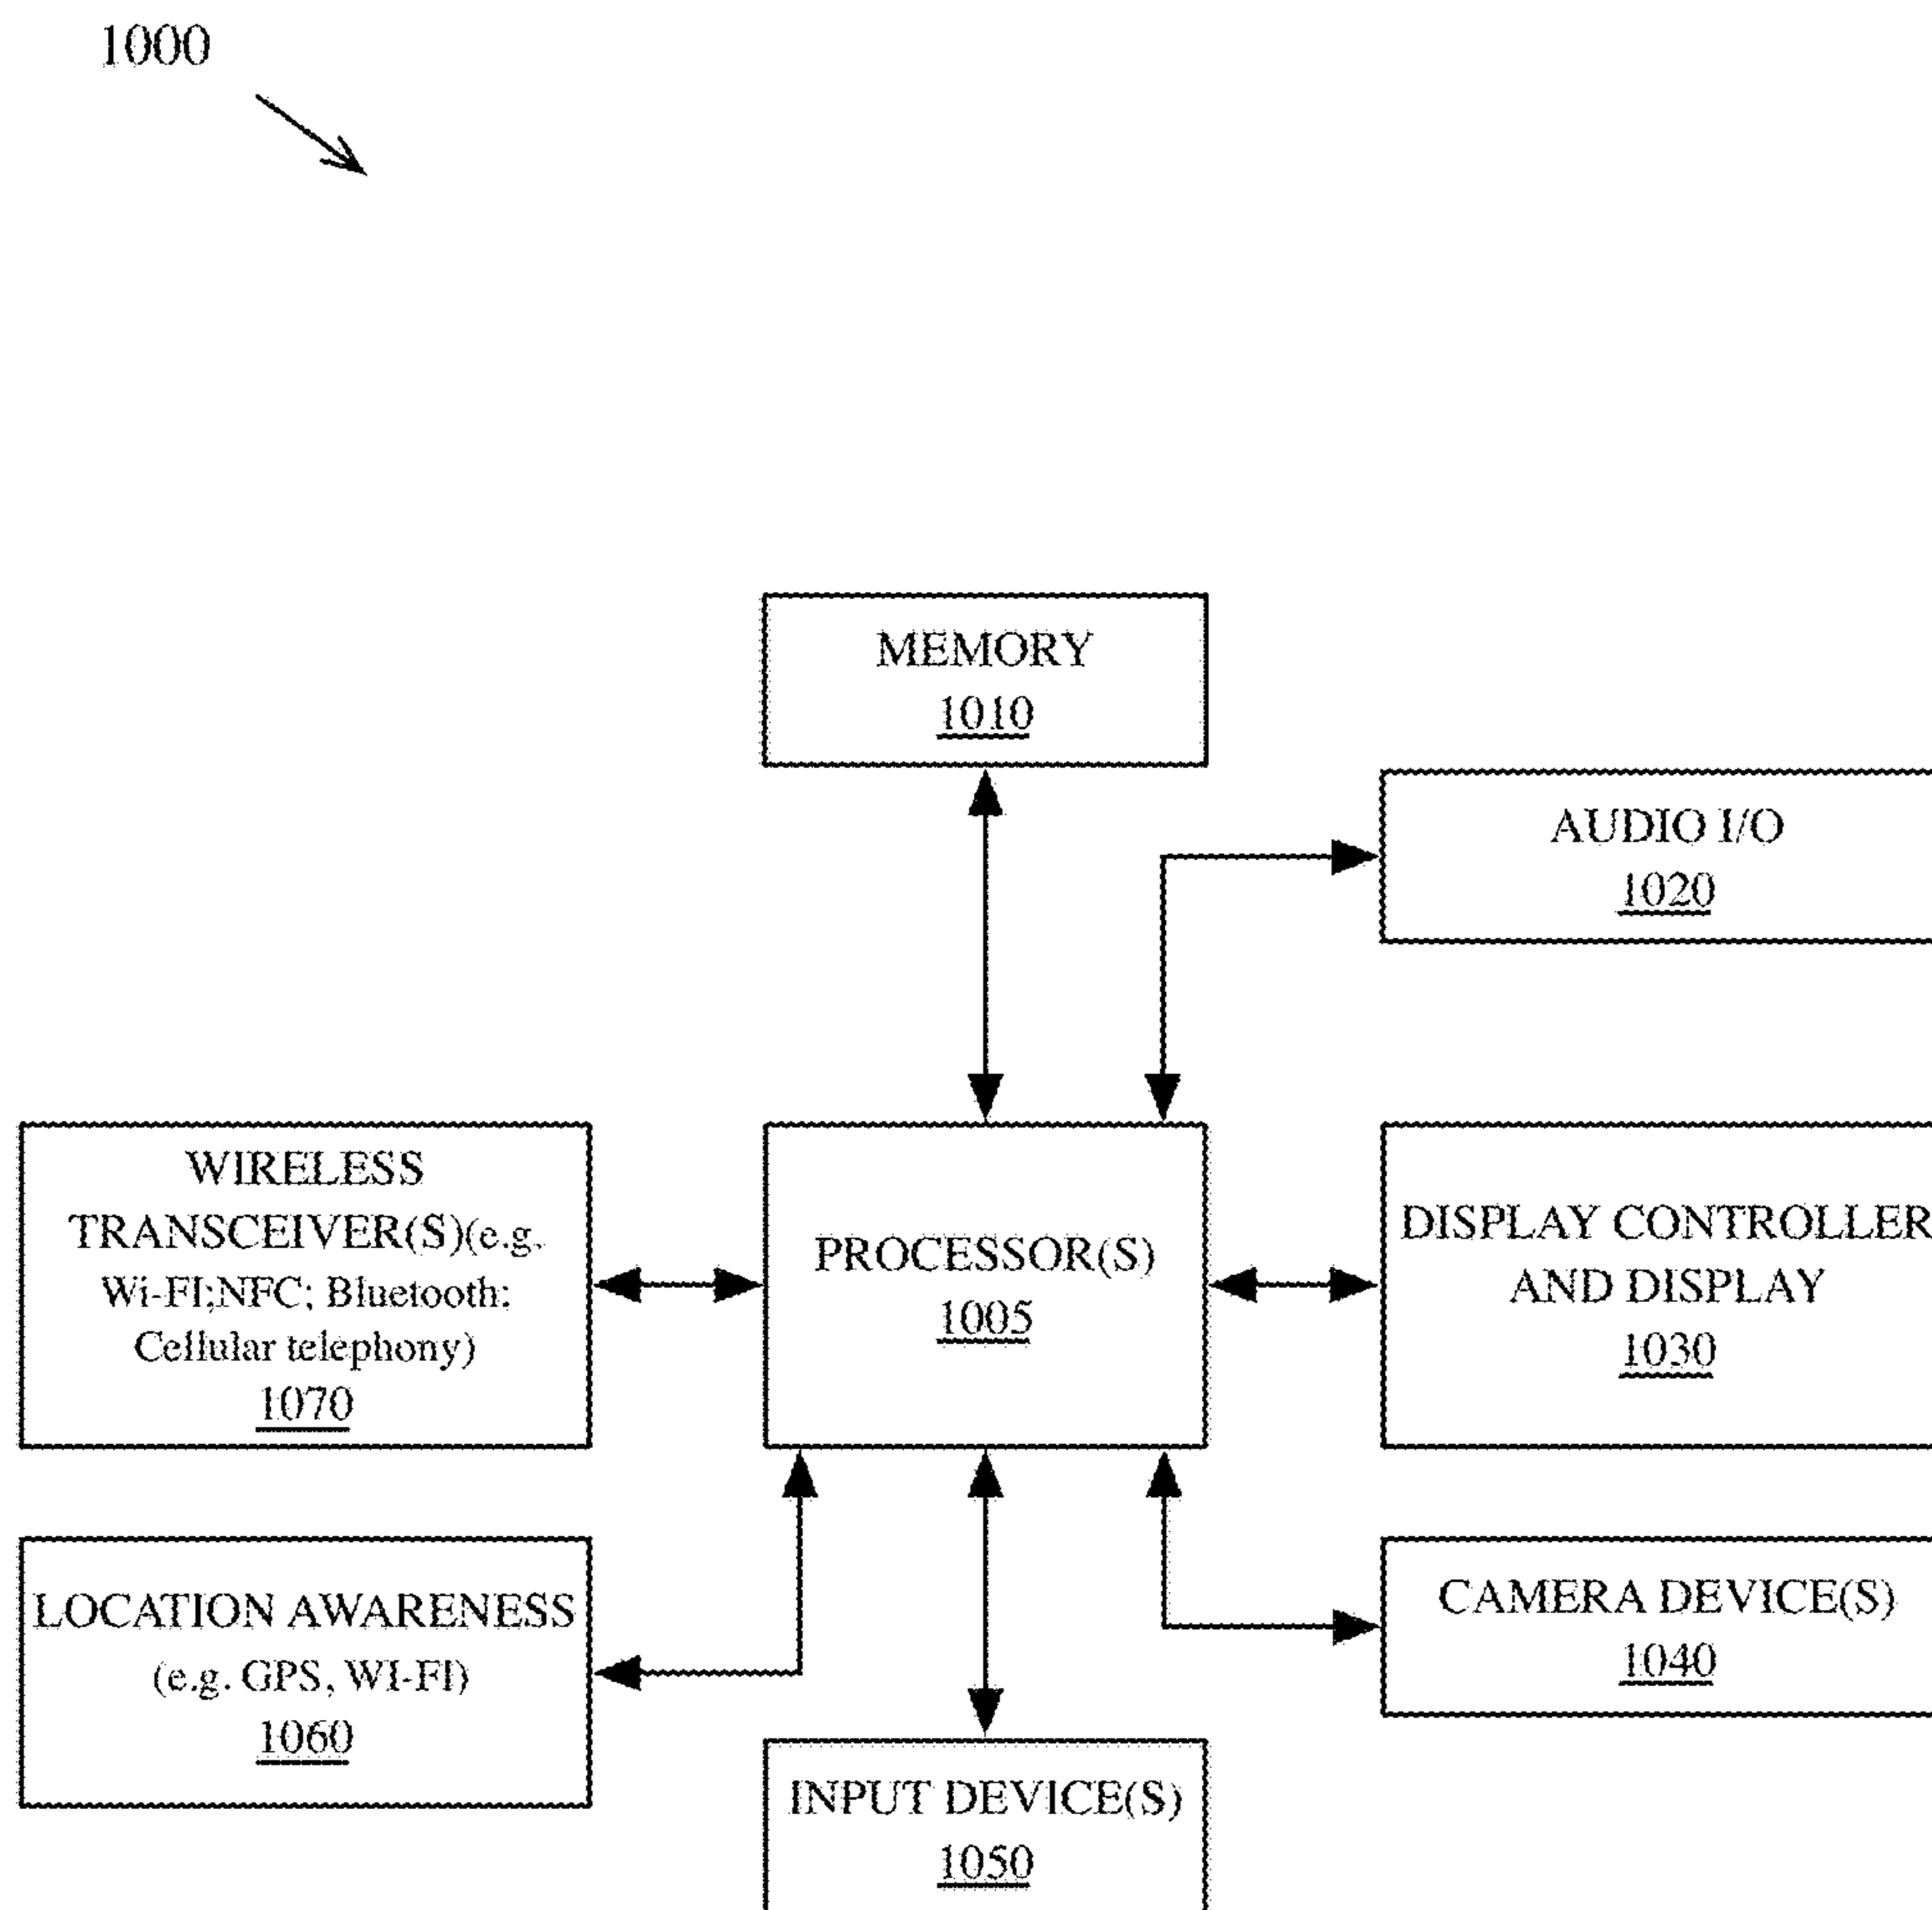 1000
MEMORY
1010
AUDIO I/O
1020
WIRELESS
TRANSCEIVER(S)(e.g.
Wi-FI;NFC; Bluetooth;
Cellular telephony)
1070
PROCESSOR(S)
1005
DISPLAY CONTROLLER
AND DISPLAY
1030
LOCATION AWARENESS
(e.g. GPS, WI-FI)
1060
CAMERA DEVICE(S)
1040
INPUT DEVICE(S)
1050